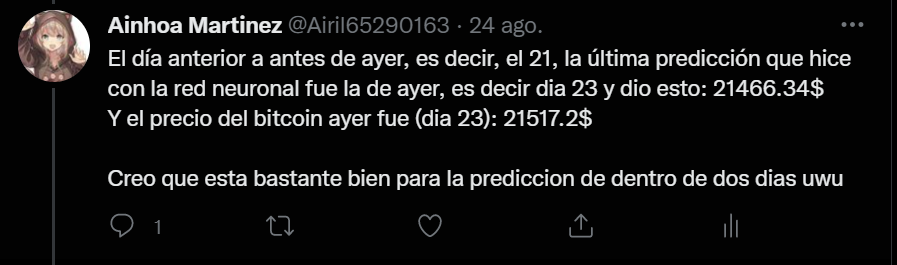 Ainhoa Martinez @Airil65290163 · 24 ago.
El día anterior a antes de ayer, es decir, el 21, la última predicción que hice
con la red neuronal fue la de ayer, es decir dia 23 y dio esto: 21466.34$
Y el precio del bitcoin ayer fue (dia 23): 21517.2$
Creo que esta bastante bien para la prediccion de dentro de dos dias uwu
1